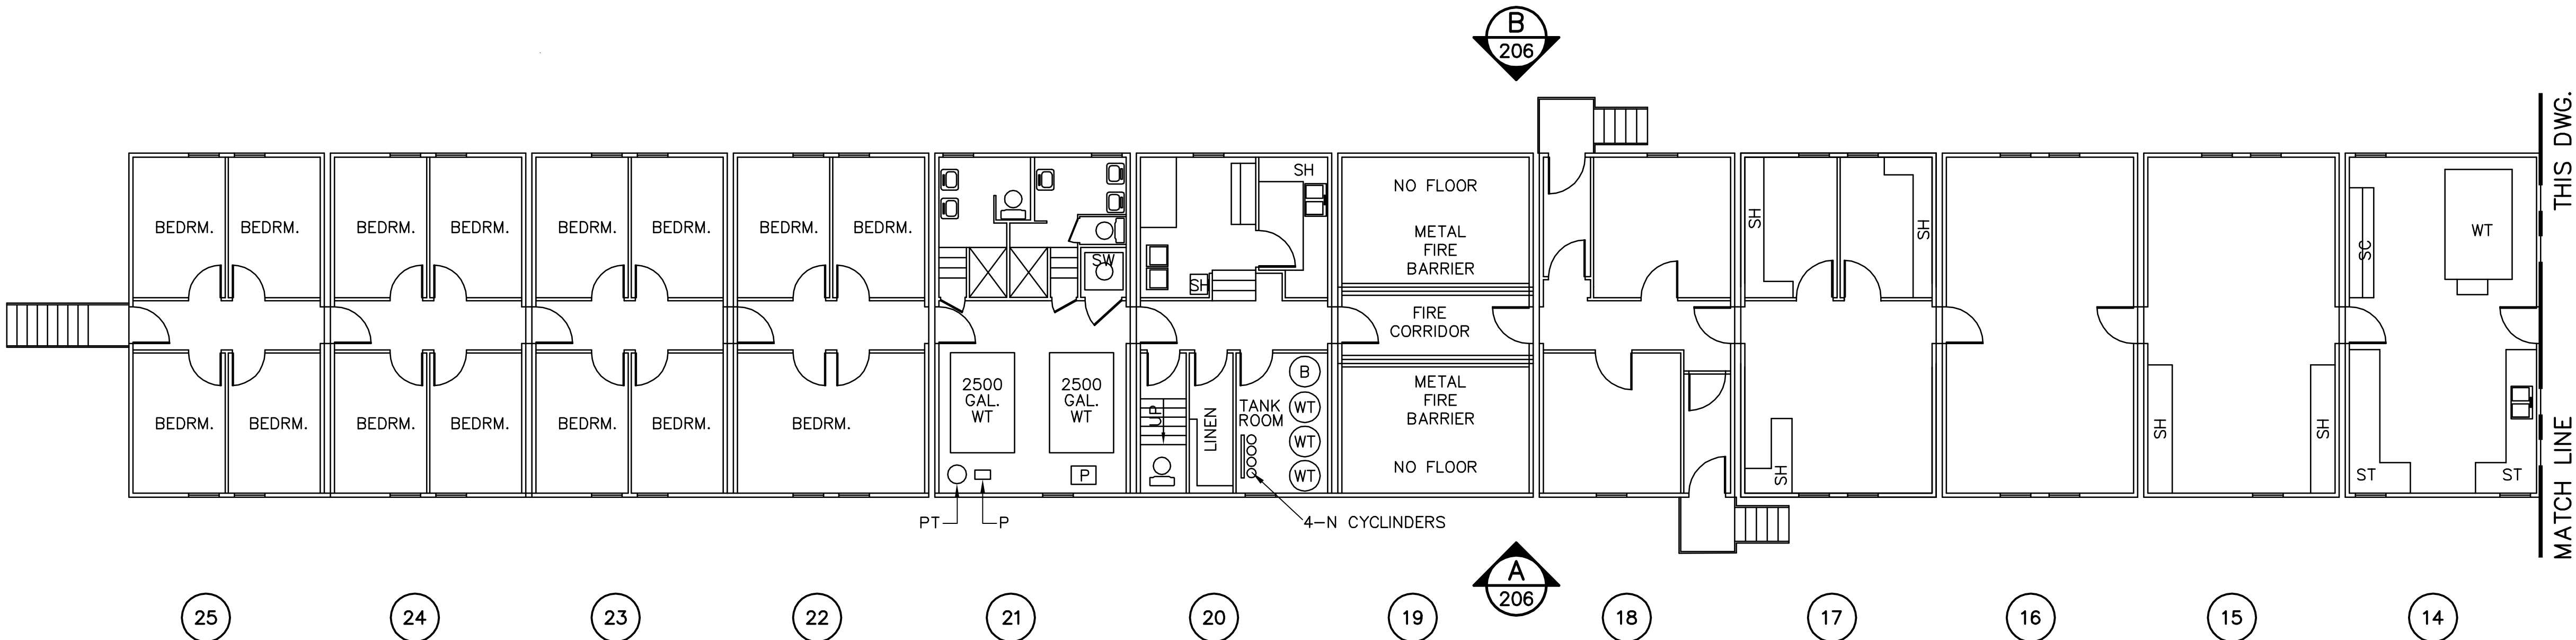 B
206
THIS DWG.
MATCH LINE
BEDRM.
BEDRM.
BEDRM.
BEDRM.
BEDRM.
BEDRM.
BEDRM.
BEDRM.
SW
SH
SH
NO FLOOR
METAL
FIRE
BARRIER
FIRE
CORRIDOR
METAL
FIRE
BARRIER
NO FLOOR
SH
SH
SH
SC
WT
BEDRM.
BEDRM.
BEDRM.
BEDRM.
BEDRM.
BEDRM.
BEDRM.
2500
GAL.
WT
2500
GAL.
WT
P
PT
P
UP
LINEN
TANK
ROOM
B
WT
WT
WT
4-N CYCLINDERS
SH
SH
ST
ST
A
206
25
24
23
22
21
20
19
18
17
16
15
14